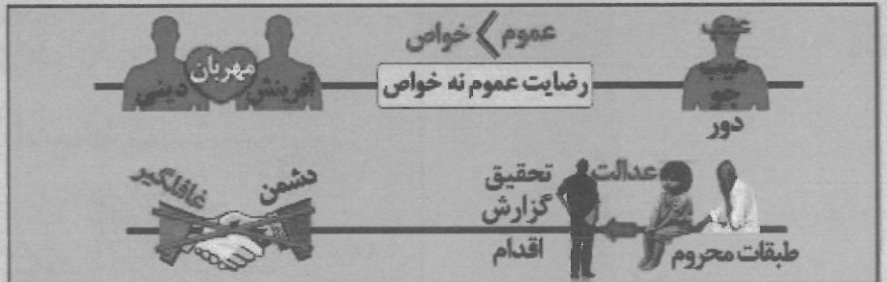 عیب
عیب
جو
دور
عموم > خواص
رضایت عموم نه خواص
آفرینش
مهربان
دینی
طبقات محروم
عدالت
تحقیق
گزارش
اقدام
دشمن
غافلگیر